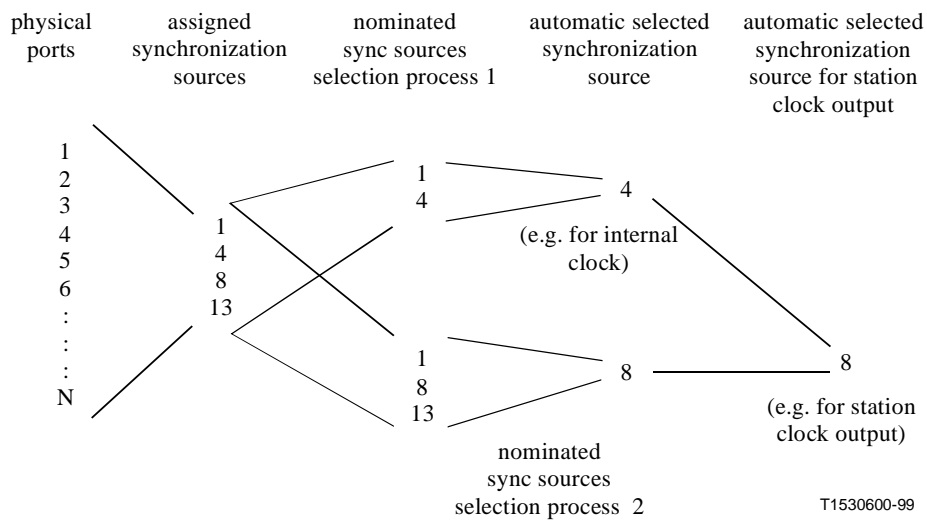 physical
ports
assigned
synchronization
sources
nominated
sync sources
selection process 1
automatic selected
synchronization
source
automatic selected
synchronization
source for station
clock output
1
2
3
4
5
6
:
:
:
N
1
4
8
13
1
4
4
(e.g. for internal
clock)
1
8
13
8
8
(e.g. for station
clock output)
nominated
sync sources
selection process 2
T1530600-99